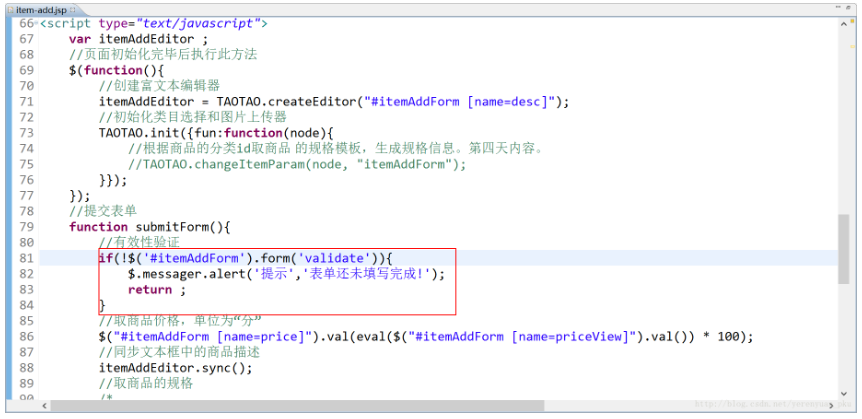 item-add.jsp
66 <script type="text/javascript">
67 var itemAddEditor ;
68 //页面初始化完毕后执行此方法
69 $(function(){
70 //创建富文本编辑器
71 itemAddEditor = TAOTAO.createEditor("#itemAddForm [name=desc]");
72 //初始化类目选择和图片上传器
73 TAOTAO.init({fun:function(node){
74 //根据商品的分类id取商品 的规格模板，生成规格信息。第四天内容。
75 //TAOTAO.changeItemParam(node, "itemAddForm");
76 }});
77 });
78 //提交表单
79 function submitForm(){
80 //有效性验证
81 if(!$('#itemAddForm').form('validate')){
82 $.messager.alert('提示','表单还未填写完成!');
83 return ;
84 }
85 //取商品价格，单位为“分”
86 $("#itemAddForm [name=price]").val(eval($("#itemAddForm [name=priceView]").val()) * 100);
87 //同步文本框中的商品描述
88 itemAddEditor.sync();
89 //取商品的规格
90 /*